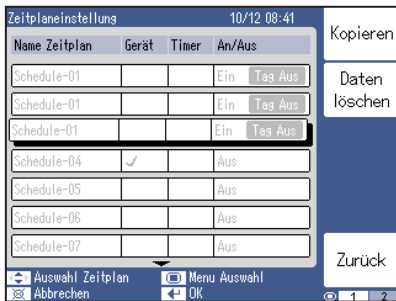 Zeitplaneinstellung 10/12 08:41
Name Zeitplan Gerät Timer An/Aus
Schedule-01 Ein Tag Aus
Schedule-01 Ein Tag Aus
Schedule-01 Ein Tag Aus
Schedule-04 ✓ Aus
Schedule-05 Aus
Schedule-06 Aus
Schedule-07 Aus
Auswahl Zeitplan Menu Auswahl
Abbrechen OK
Kopieren
Daten
löschen
Zurück
1 2